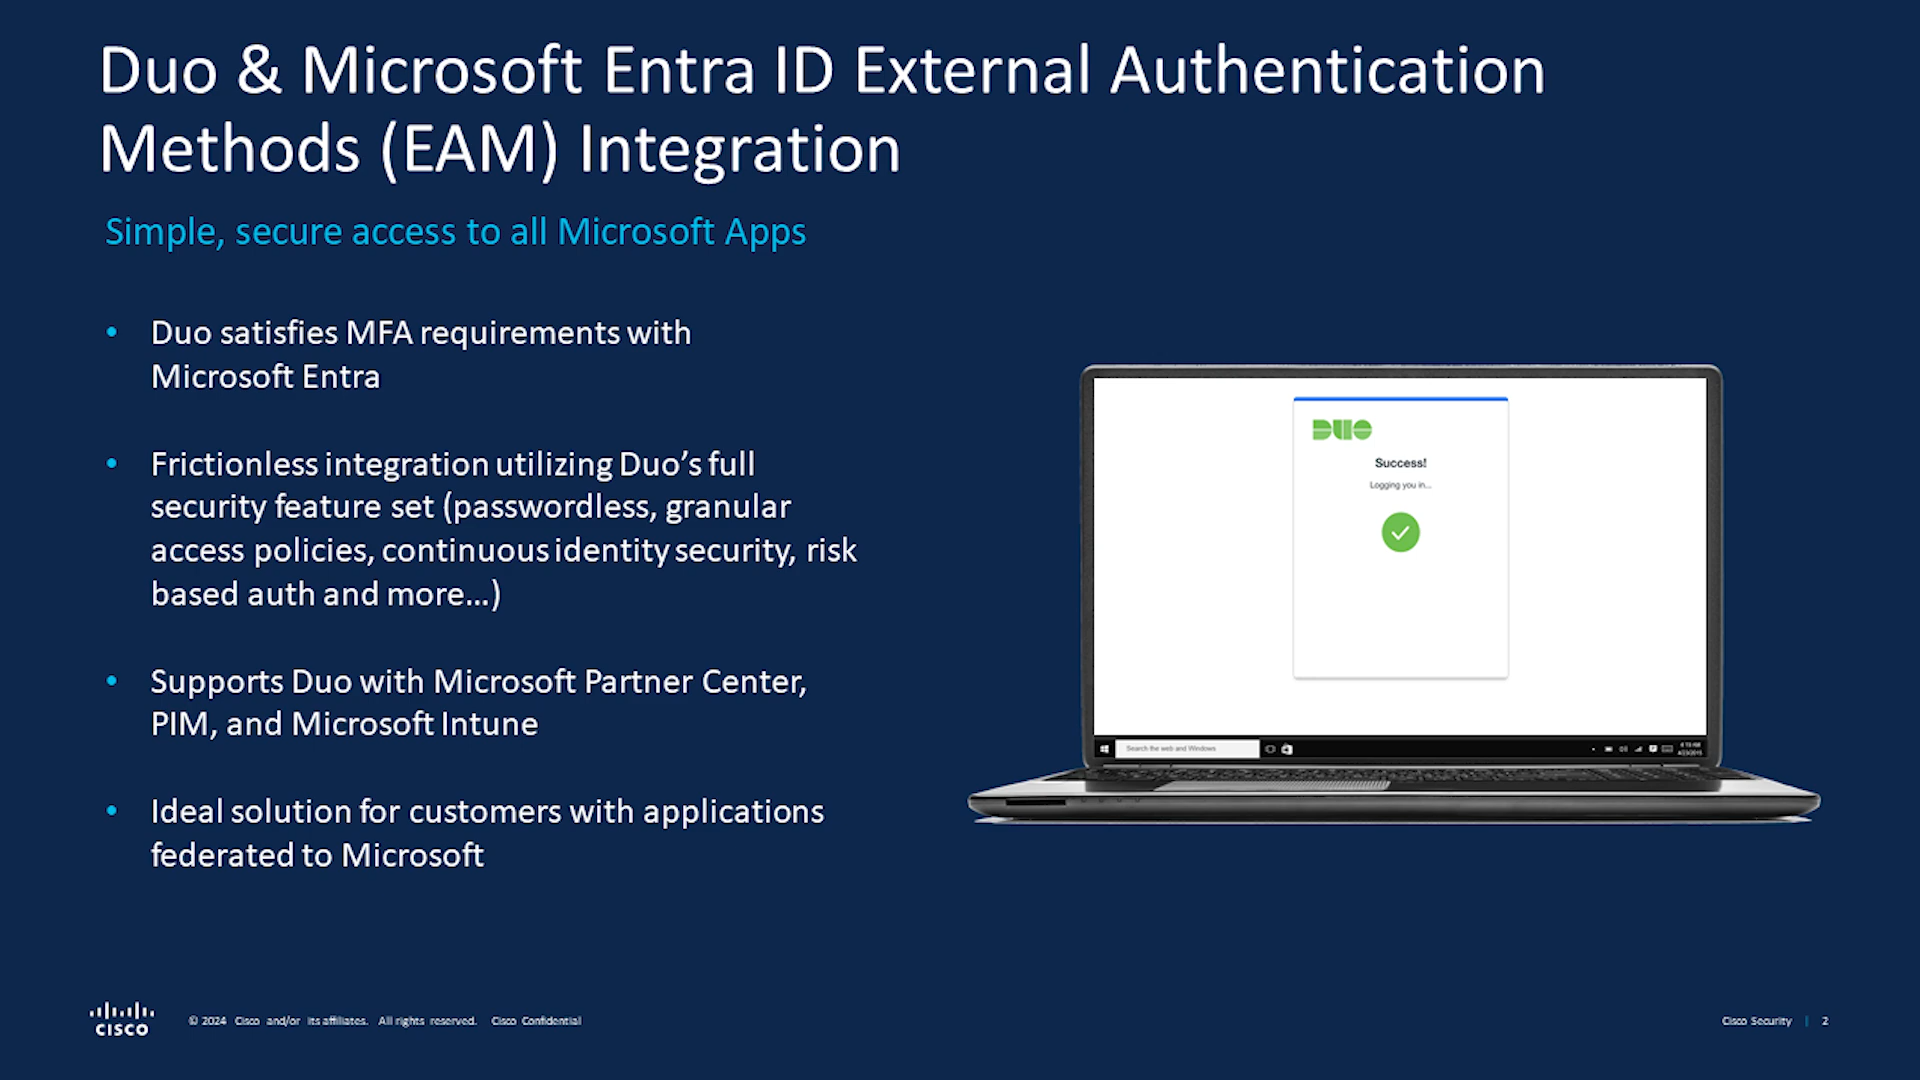 Duo & Microsoft Entra ID External Authentication
Methods (EAM) Integration
Simple, secure access to all Microsoft Apps
• Duo satisfies MFA requirements with
Microsoft Entra
• Frictionless integration utilizing Duo’s full
security feature set (passwordless, granular
access policies, continuous identity security, risk
based auth and more…)
• Supports Duo with Microsoft Partner Center,
PIM, and Microsoft Intune
• Ideal solution for customers with applications
federated to Microsoft
DUO
Success!
Logging you in...
Search the web and Windows
CISCO
© 2024 Cisco and/or its affiliates. All rights reserved. Cisco Confidential
Cisco Security | 2